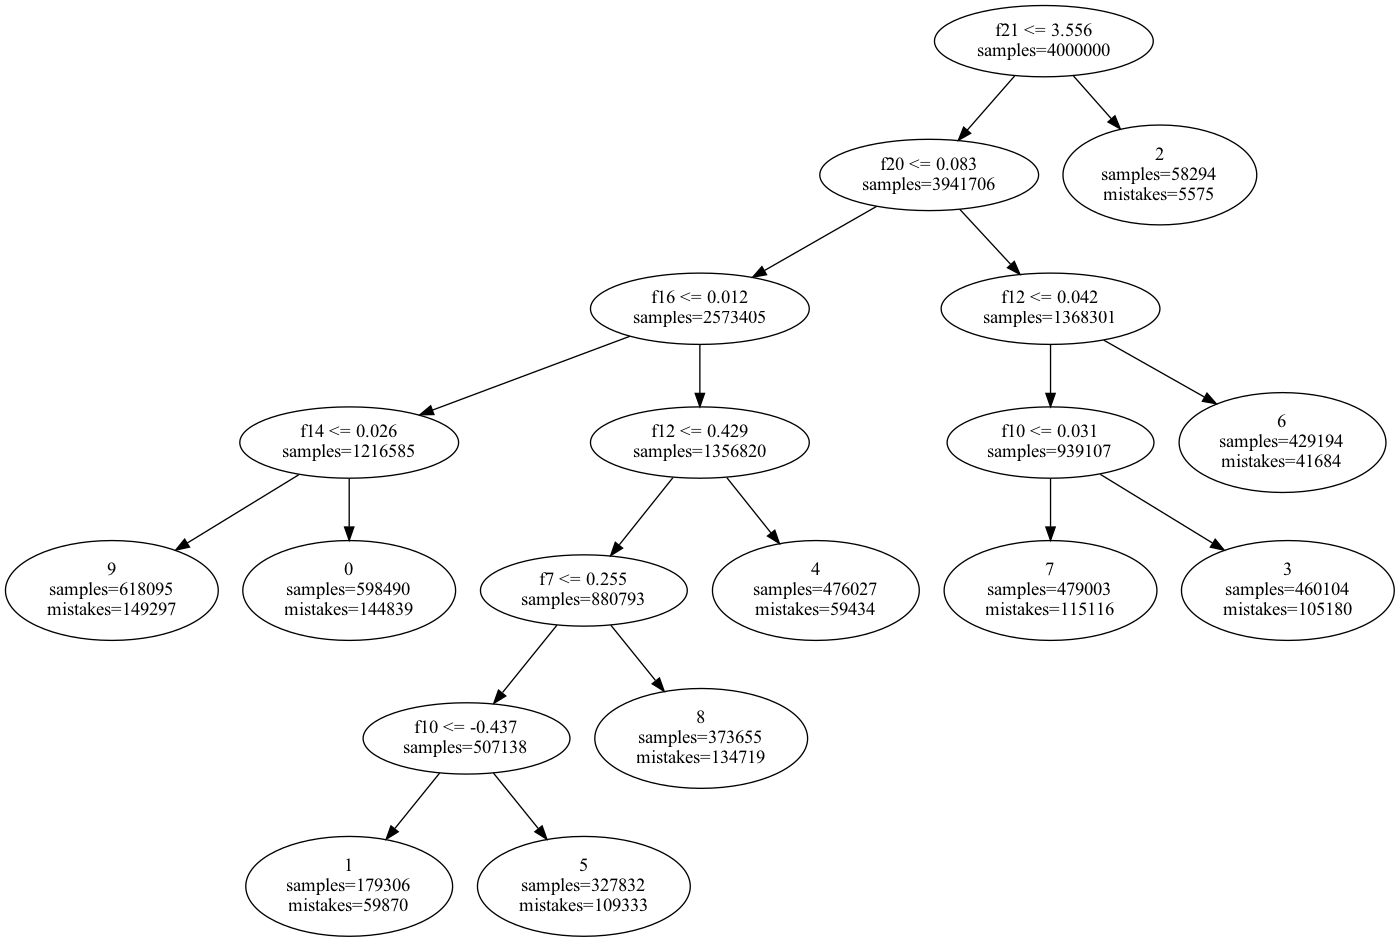 f21 <= 3.556
samples=4000000
f20 <= 0.083
samples=3941706
2
samples=58294
mistakes=5575
f16 <= 0.012
samples=2573405
f12 <= 0.042
samples=1368301
f14 <= 0.026
samples=1216585
f12 <= 0.429
samples=1356820
f10 <= 0.031
samples=939107
6
samples=429194
mistakes=41684
9
samples=618095
mistakes=149297
0
samples=598490
mistakes=144839
f7 <= 0.255
samples=880793
4
samples=476027
mistakes=59434
7
samples=479003
mistakes=115116
3
samples=460104
mistakes=105180
f10 <= -0.437
samples=507138
8
samples=373655
mistakes=134719
1
samples=179306
mistakes=59870
5
samples=327832
mistakes=109333